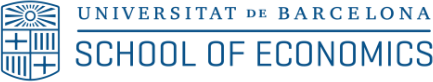 UNIVERSITAT DE BARCELONA
SCHOOL OF ECONOMICS